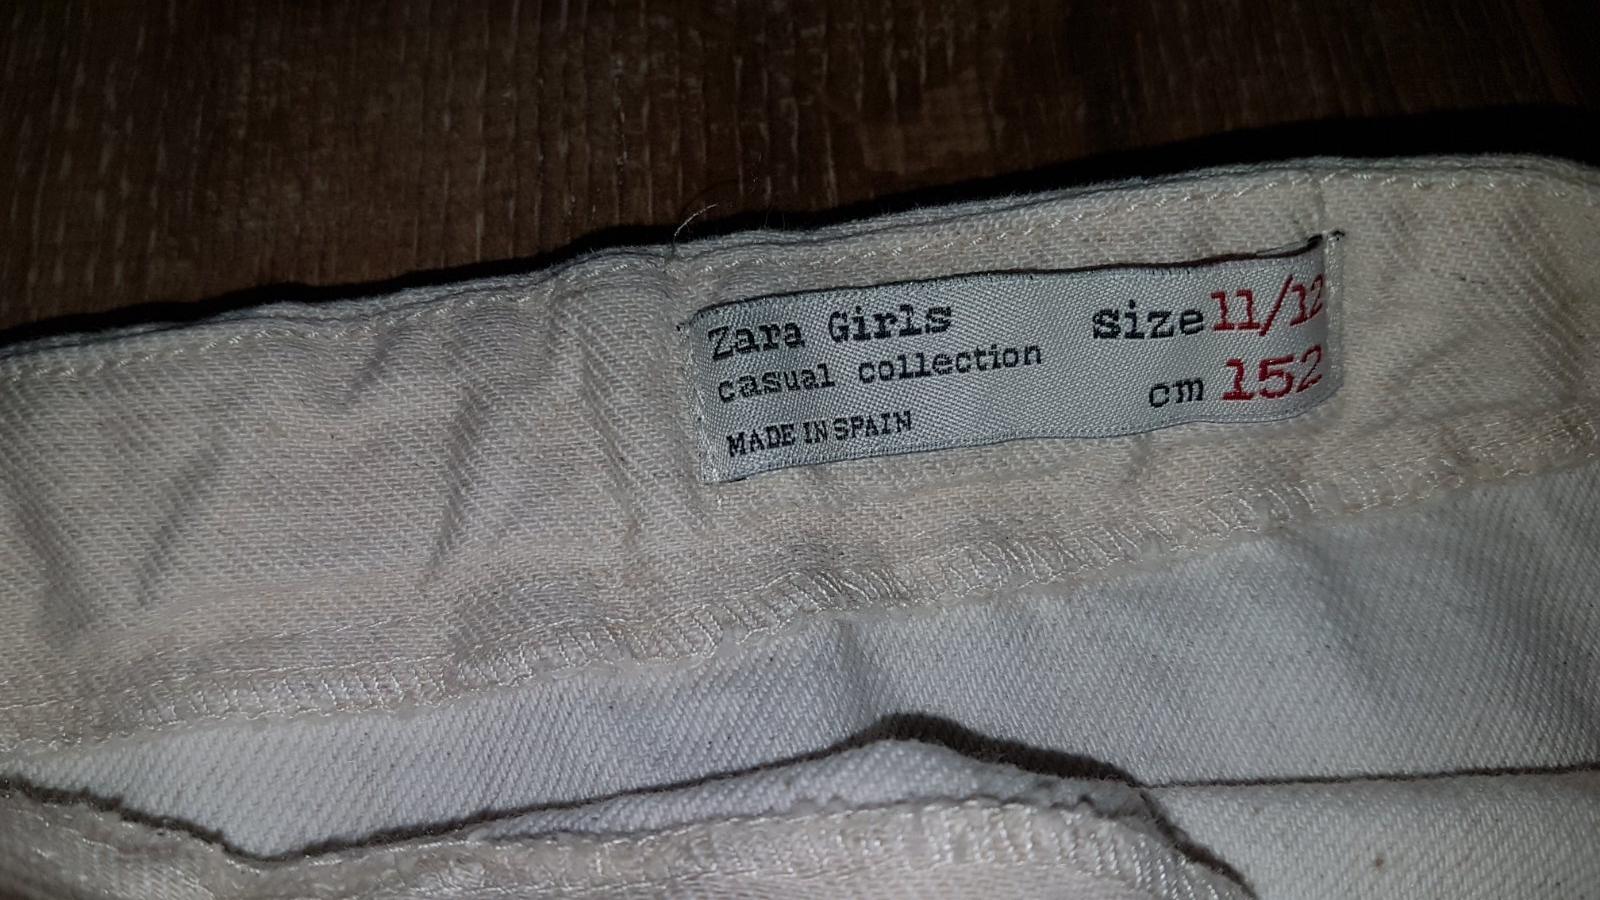 Zara Girls
casual collection
MADE IN SPAIN
Size 11/12
cm 152